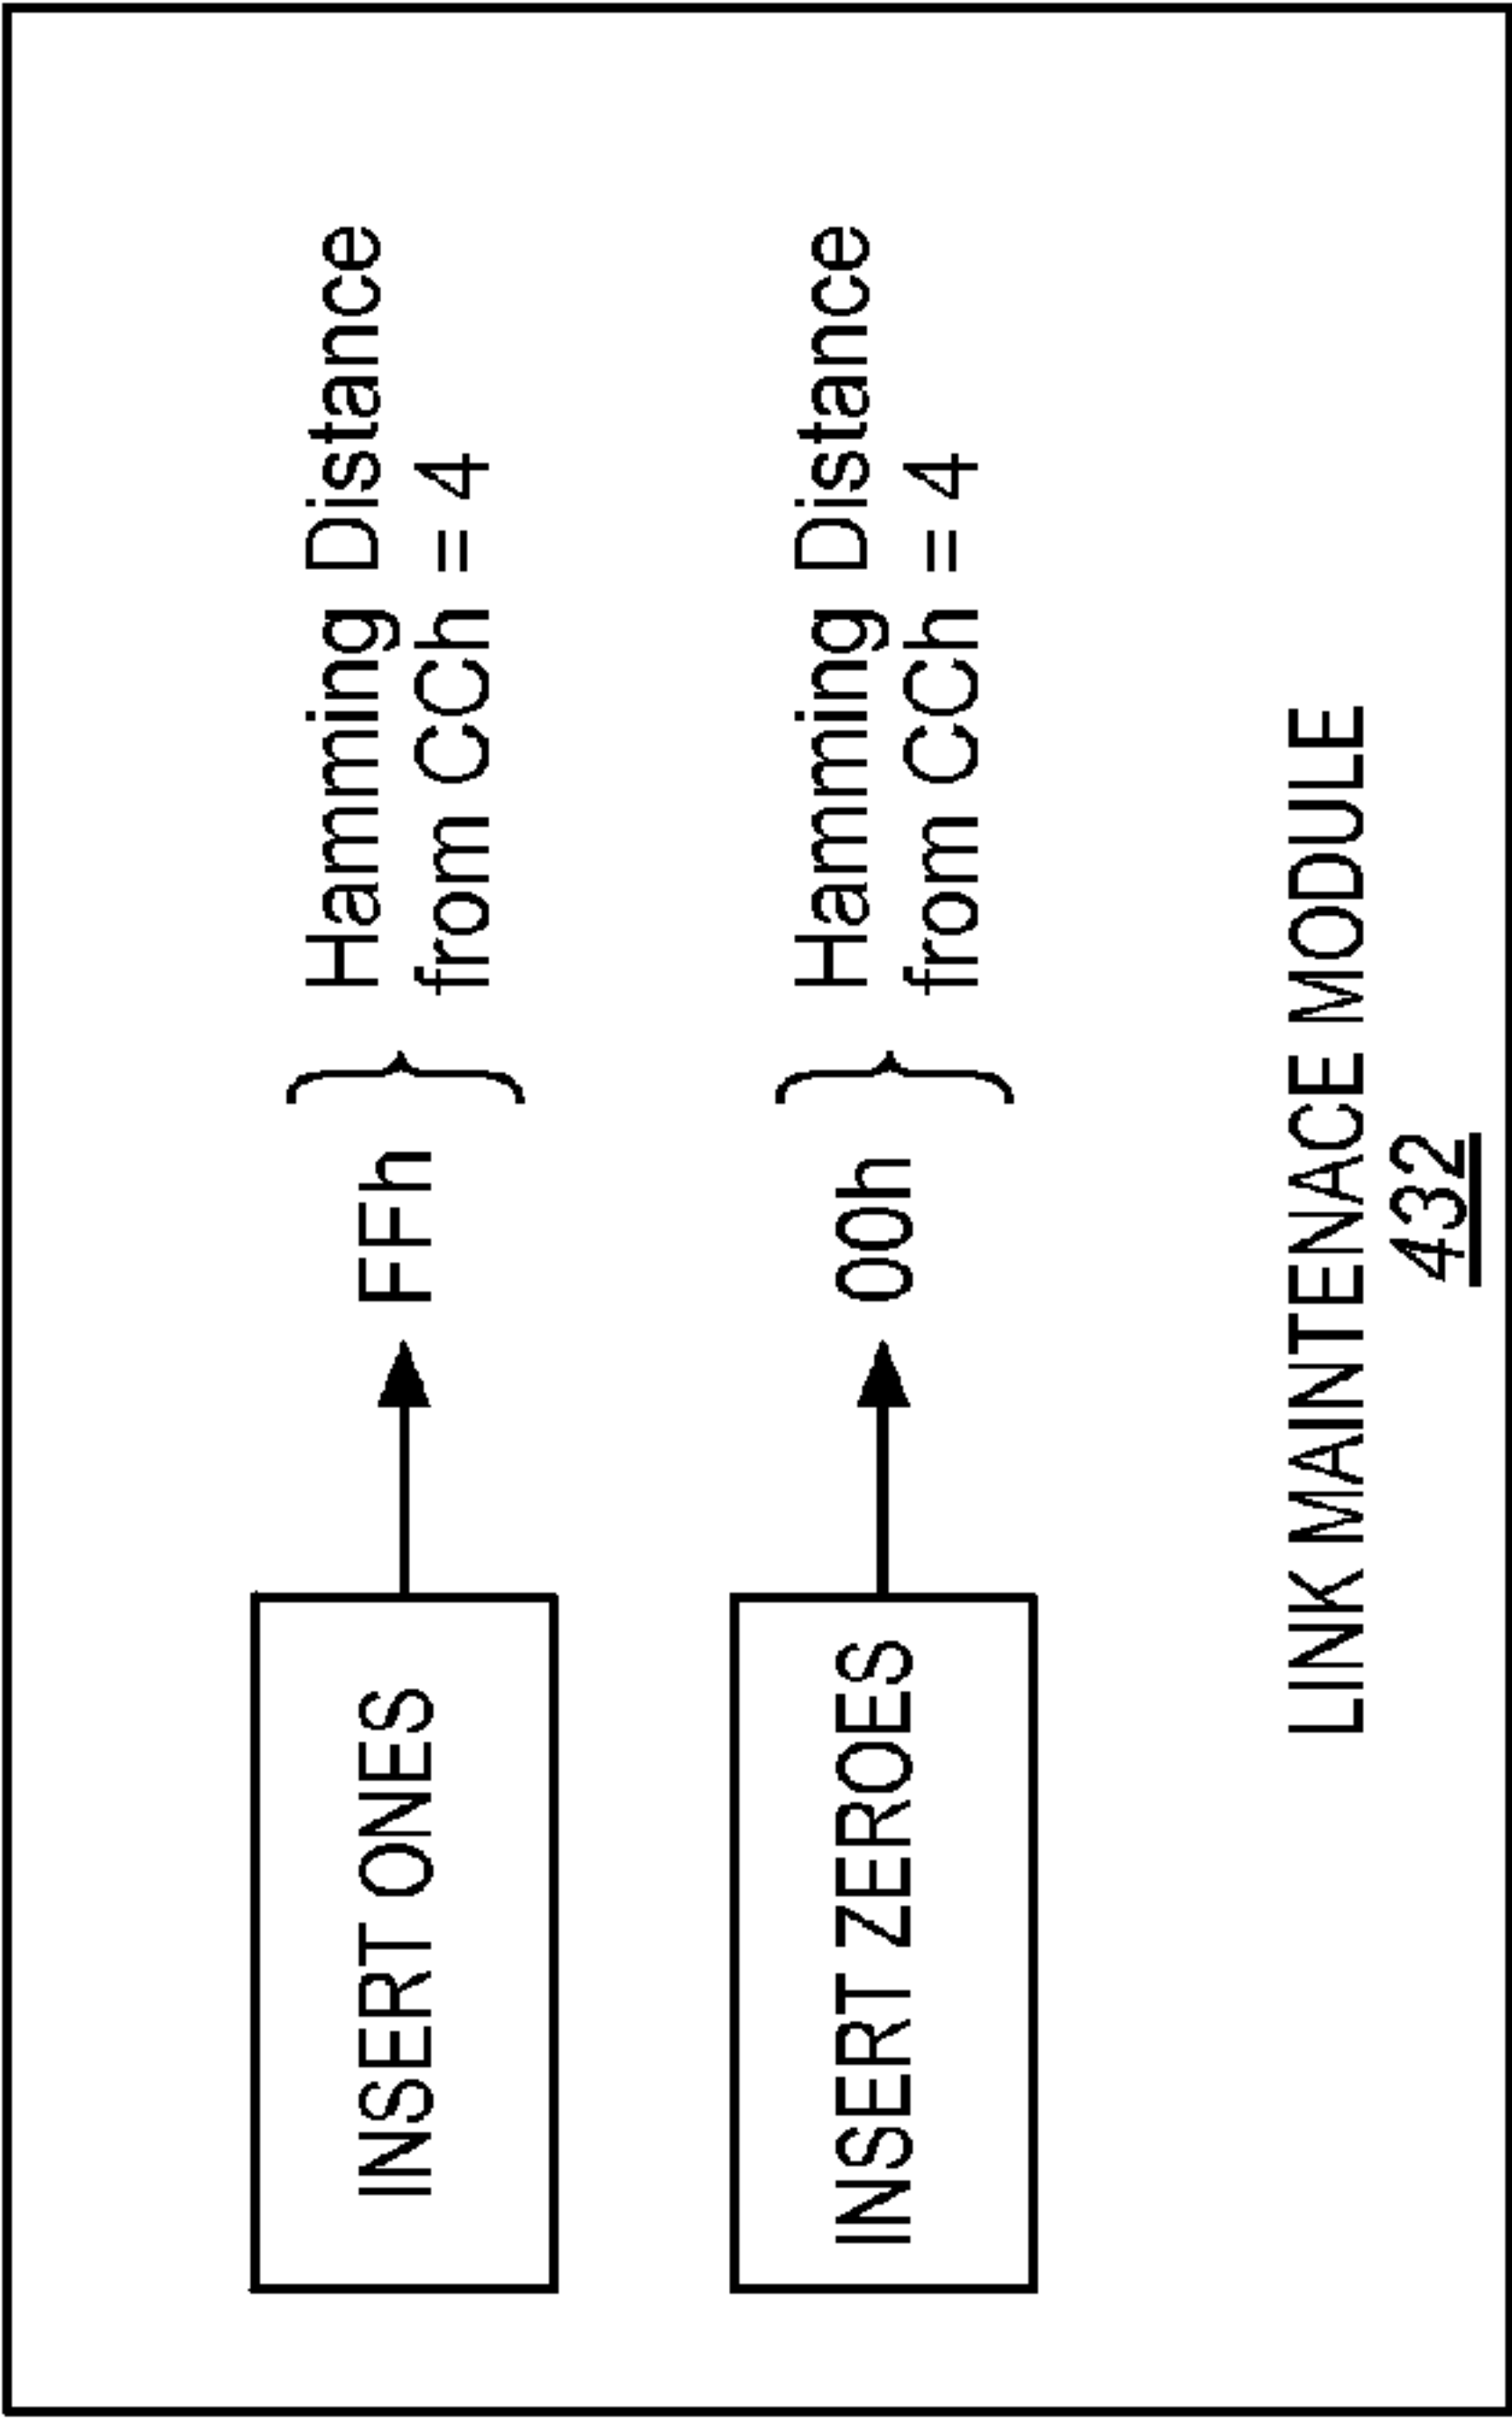 INSERT ONES
FFh
Hamming Distance
from CCh = 4
INSERT ZEROES
00h
Hamming Distance
from CCh = 4
LINK MAINTENACE MODULE
432